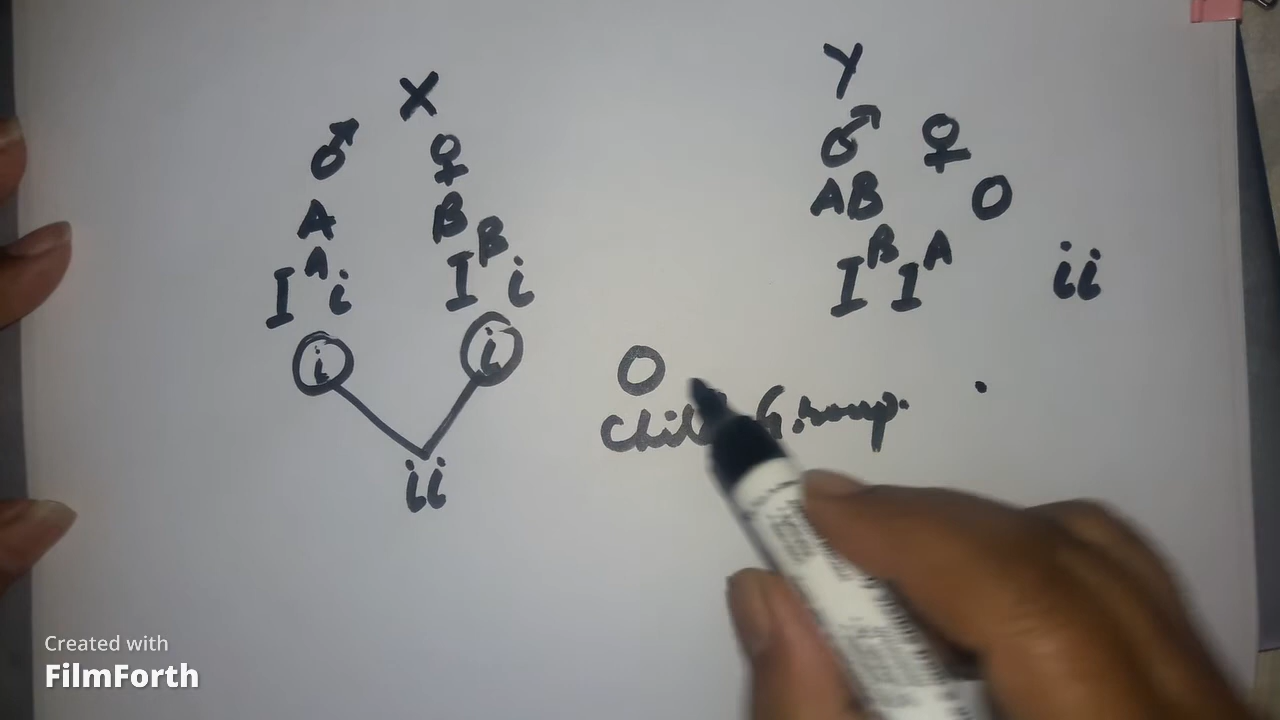 X Y
♂ ♀ ♂ ♀
A B AB O
Iᴬi Iᴮi IᴮIᴬ ii
i i O
Child Group.
ii
Created with
FilmForth